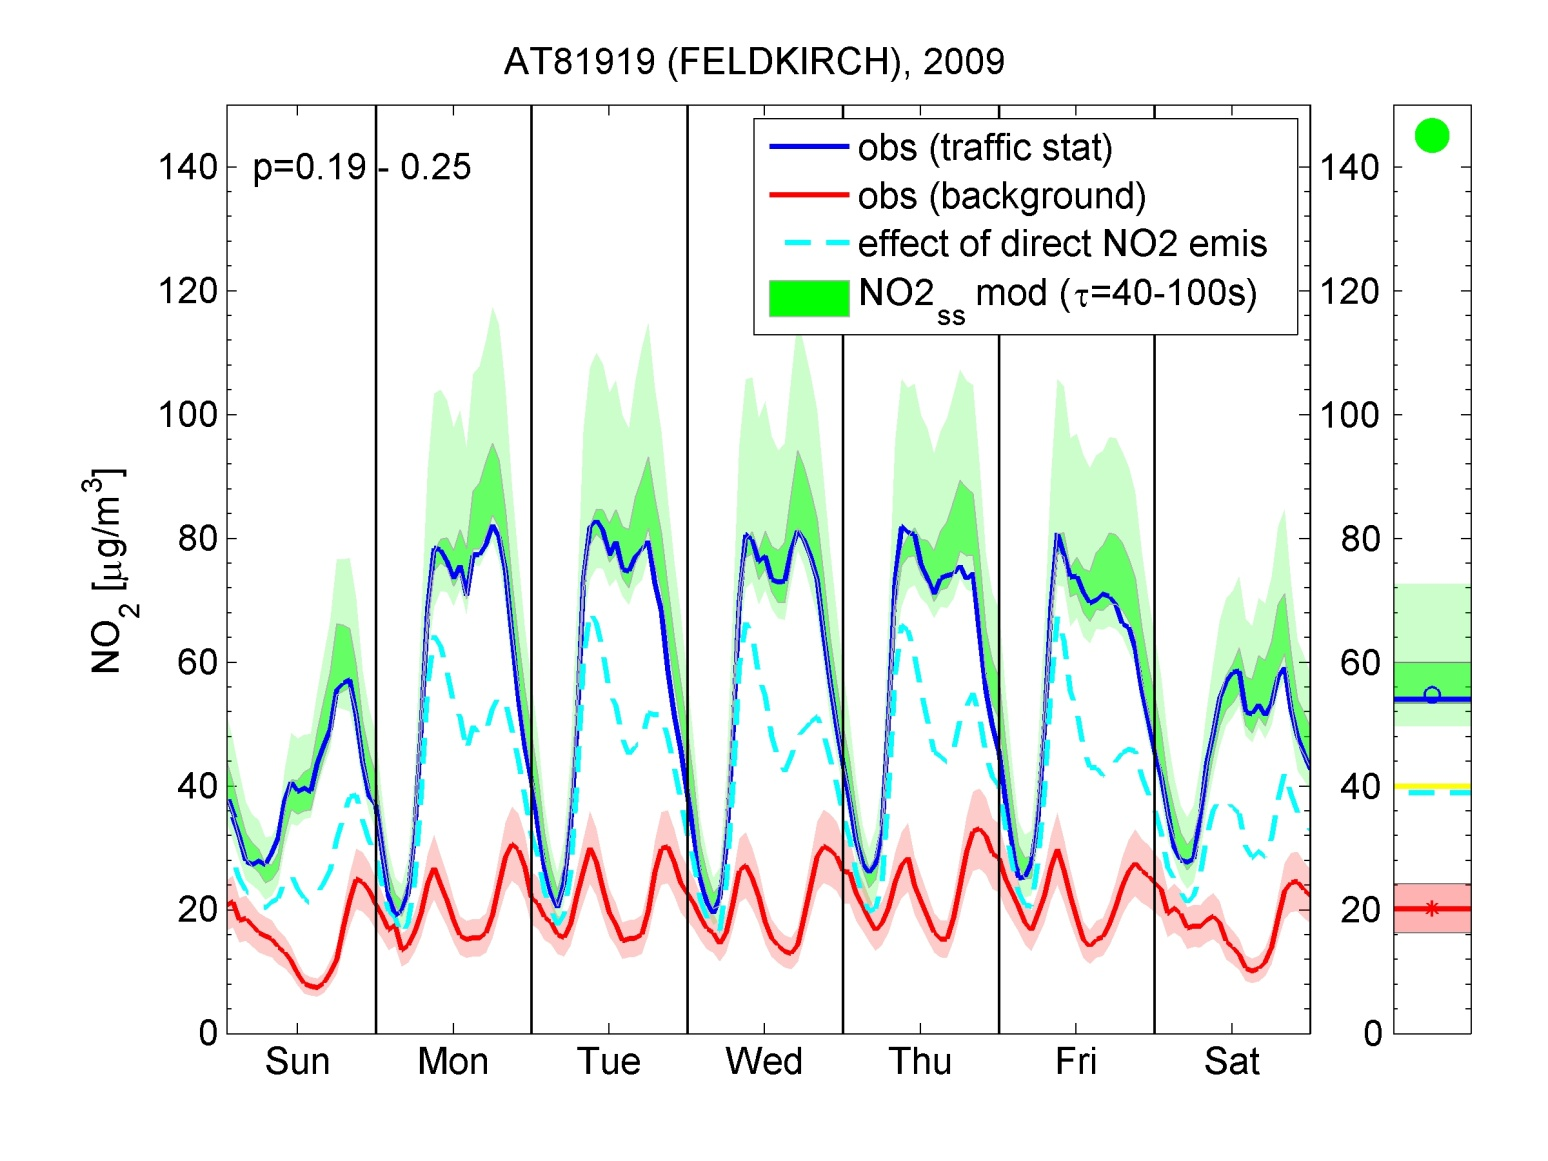 AT81919 (FELDKIRCH), 2009
p=0.19 - 0.25
obs (traffic stat)
obs (background)
effect of direct NO2 emis
NO2ss mod (τ=40-100s)
NO2 [μg/m3]
140
120
100
80
60
40
20
0
Sun Mon Tue Wed Thu Fri Sat
140
120
100
80
60
40
20
0